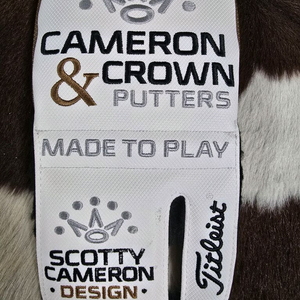 CAMERON
& CROWN
PUTTERS
MADE TO PLAY
SCOTTY
CAMERON
· DESIGN ·
Titleist